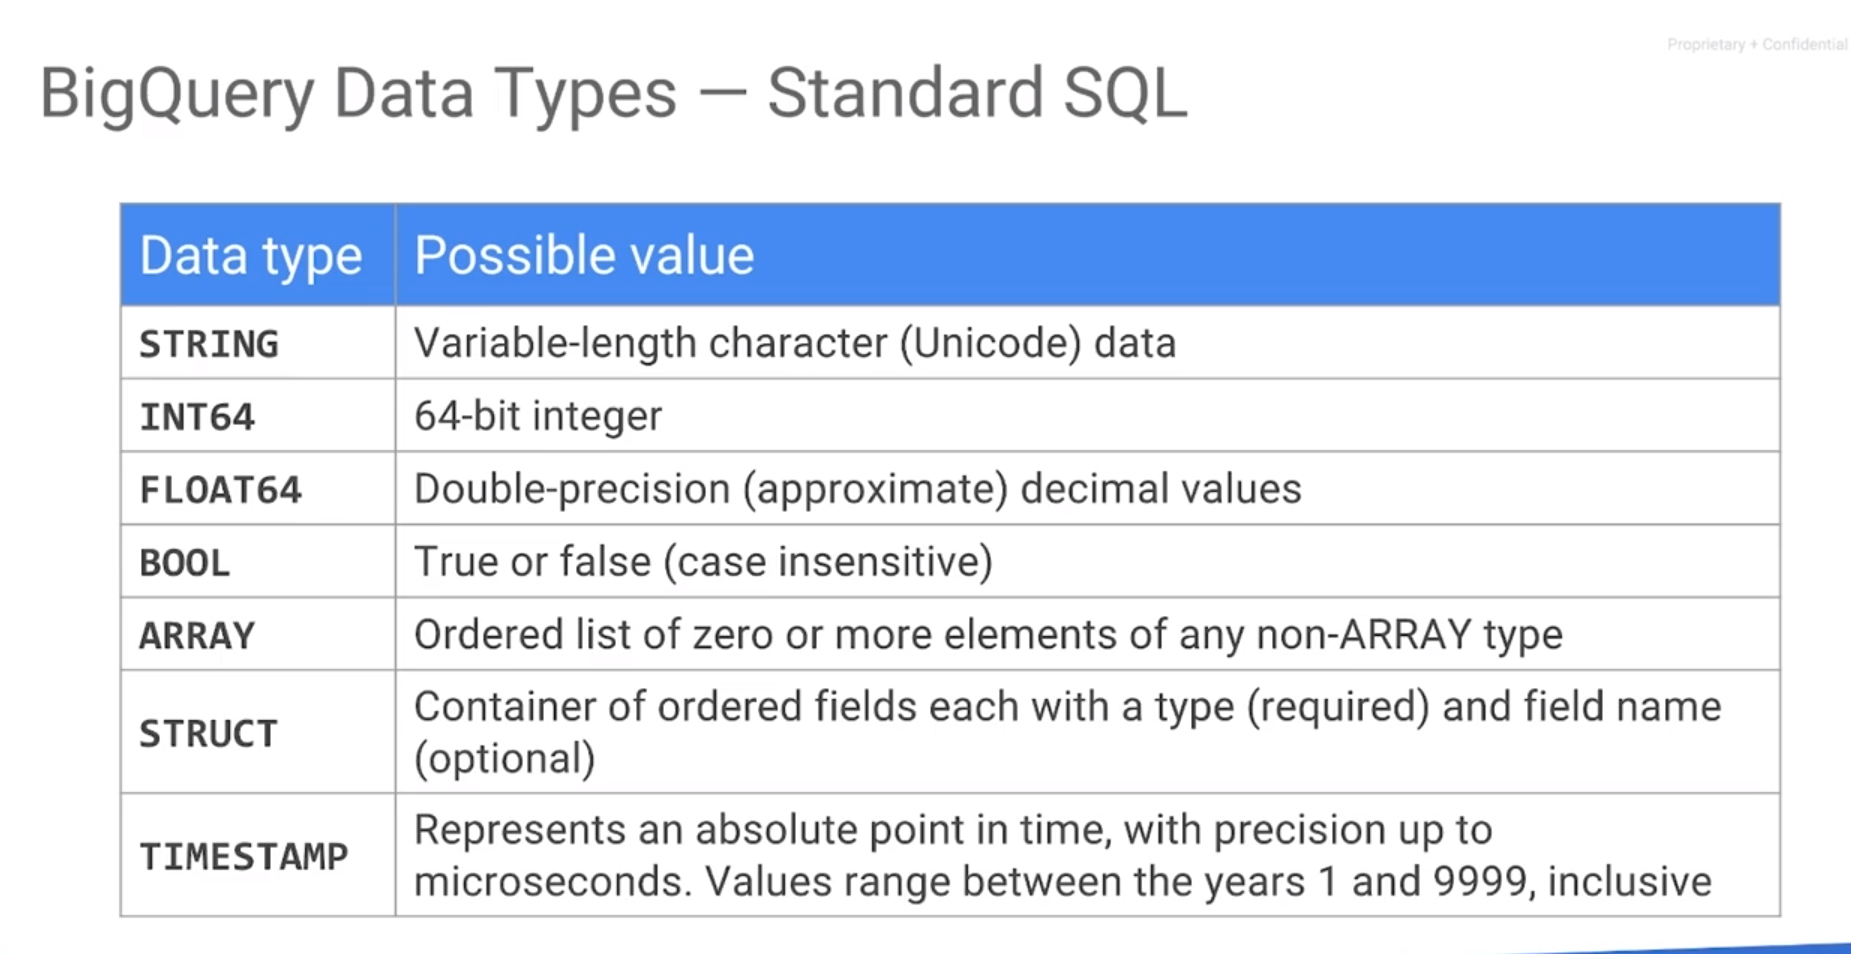 Proprietary + Confidential
BigQuery Data Types — Standard SQL
Data type Possible value
STRING Variable-length character (Unicode) data
INT64 64-bit integer
FLOAT64 Double-precision (approximate) decimal values
BOOL True or false (case insensitive)
ARRAY Ordered list of zero or more elements of any non-ARRAY type
STRUCT Container of ordered fields each with a type (required) and field name
(optional)
TIMESTAMP Represents an absolute point in time, with precision up to
microseconds. Values range between the years 1 and 9999, inclusive